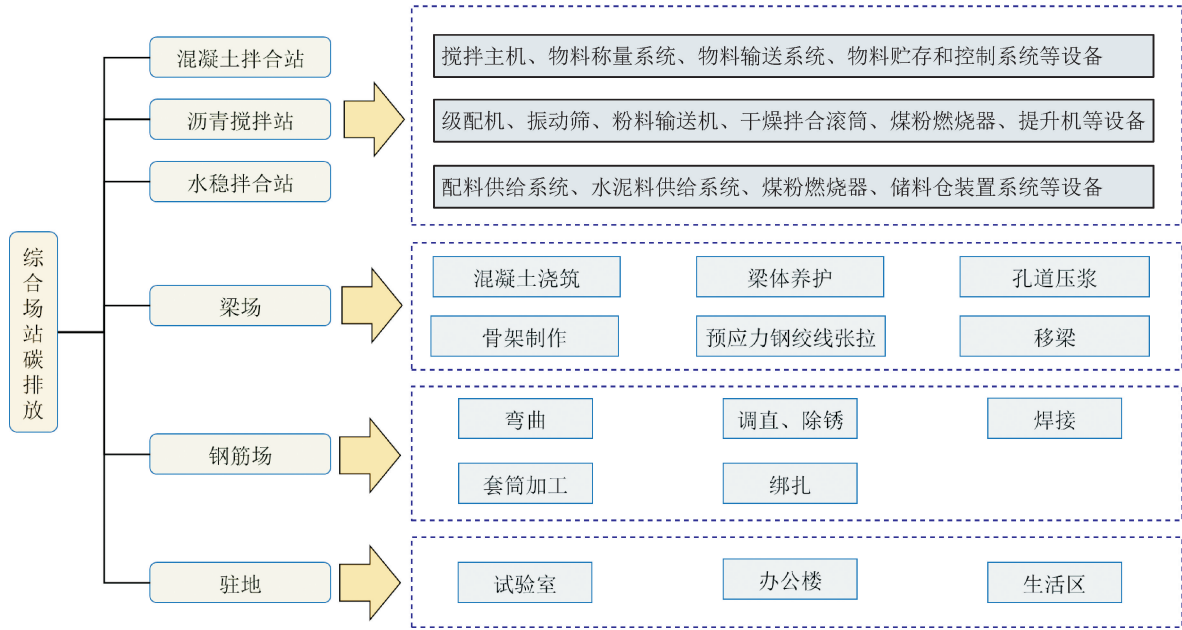 综合场站碳排放
混凝土拌合站
搅拌主机、物料称量系统、物料输送系统、物料贮存和控制系统等设备
沥青搅拌站
级配机、振动筛、粉料输送机、干燥拌合滚筒、煤粉燃烧器、提升机等设备
水稳拌合站
配料供给系统、水泥料供给系统、煤粉燃烧器、储料仓装置系统等设备
梁场
混凝土浇筑
梁体养护
孔道压浆
骨架制作
预应力钢绞线张拉
移梁
钢筋场
弯曲
调直、除锈
焊接
套筒加工
绑扎
驻地
试验室
办公楼
生活区